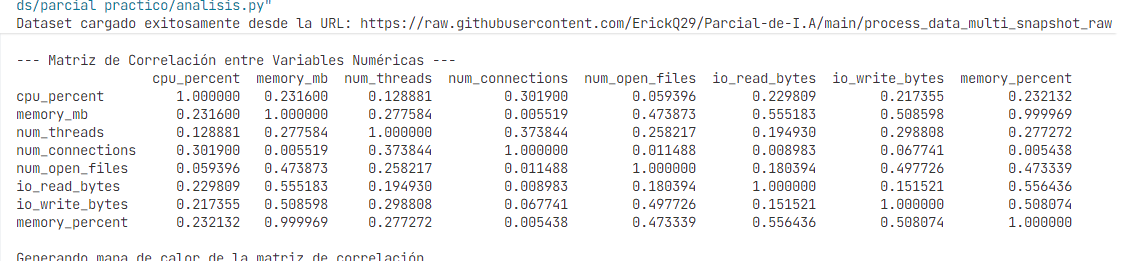 ds/parcial practico/analisis.py"
Dataset cargado exitosamente desde la URL: https://raw.githubusercontent.com/ErickQ29/Parcial-de-I.A/main/process_data_multi_snapshot_raw
--- Matriz de Correlación entre Variables Numéricas ---
cpu_percent memory_mb num_threads num_connections num_open_files io_read_bytes io_write_bytes memory_percent
cpu_percent 1.000000 0.231600 0.128881 0.301900 0.059396 0.229809 0.217355 0.232132
memory_mb 0.231600 1.000000 0.277584 0.005519 0.473873 0.555183 0.508598 0.999969
num_threads 0.128881 0.277584 1.000000 0.373844 0.258217 0.194930 0.298808 0.277272
num_connections 0.301900 0.005519 0.373844 1.000000 0.011488 0.008983 0.067741 0.005438
num_open_files 0.059396 0.473873 0.258217 0.011488 1.000000 0.180394 0.497726 0.473339
io_read_bytes 0.229809 0.555183 0.194930 0.008983 0.180394 1.000000 0.151521 0.556436
io_write_bytes 0.217355 0.508598 0.298808 0.067741 0.497726 0.151521 1.000000 0.508074
memory_percent 0.232132 0.999969 0.277272 0.005438 0.473339 0.556436 0.508074 1.000000
Generando mapa de calor de la matriz de correlación